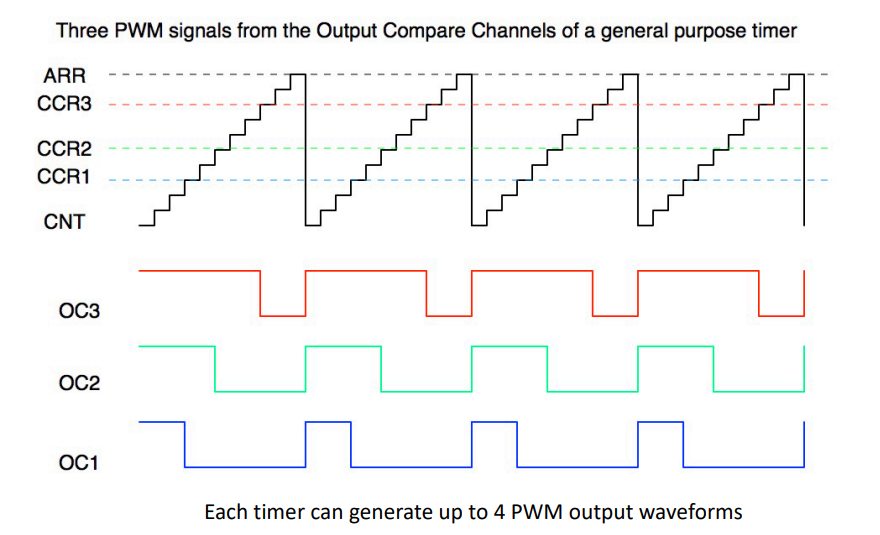 Three PWM signals from the Output Compare Channels of a general purpose timer
ARR
CCR3
CCR2
CCR1
CNT
OC3
OC2
OC1
Each timer can generate up to 4 PWM output waveforms